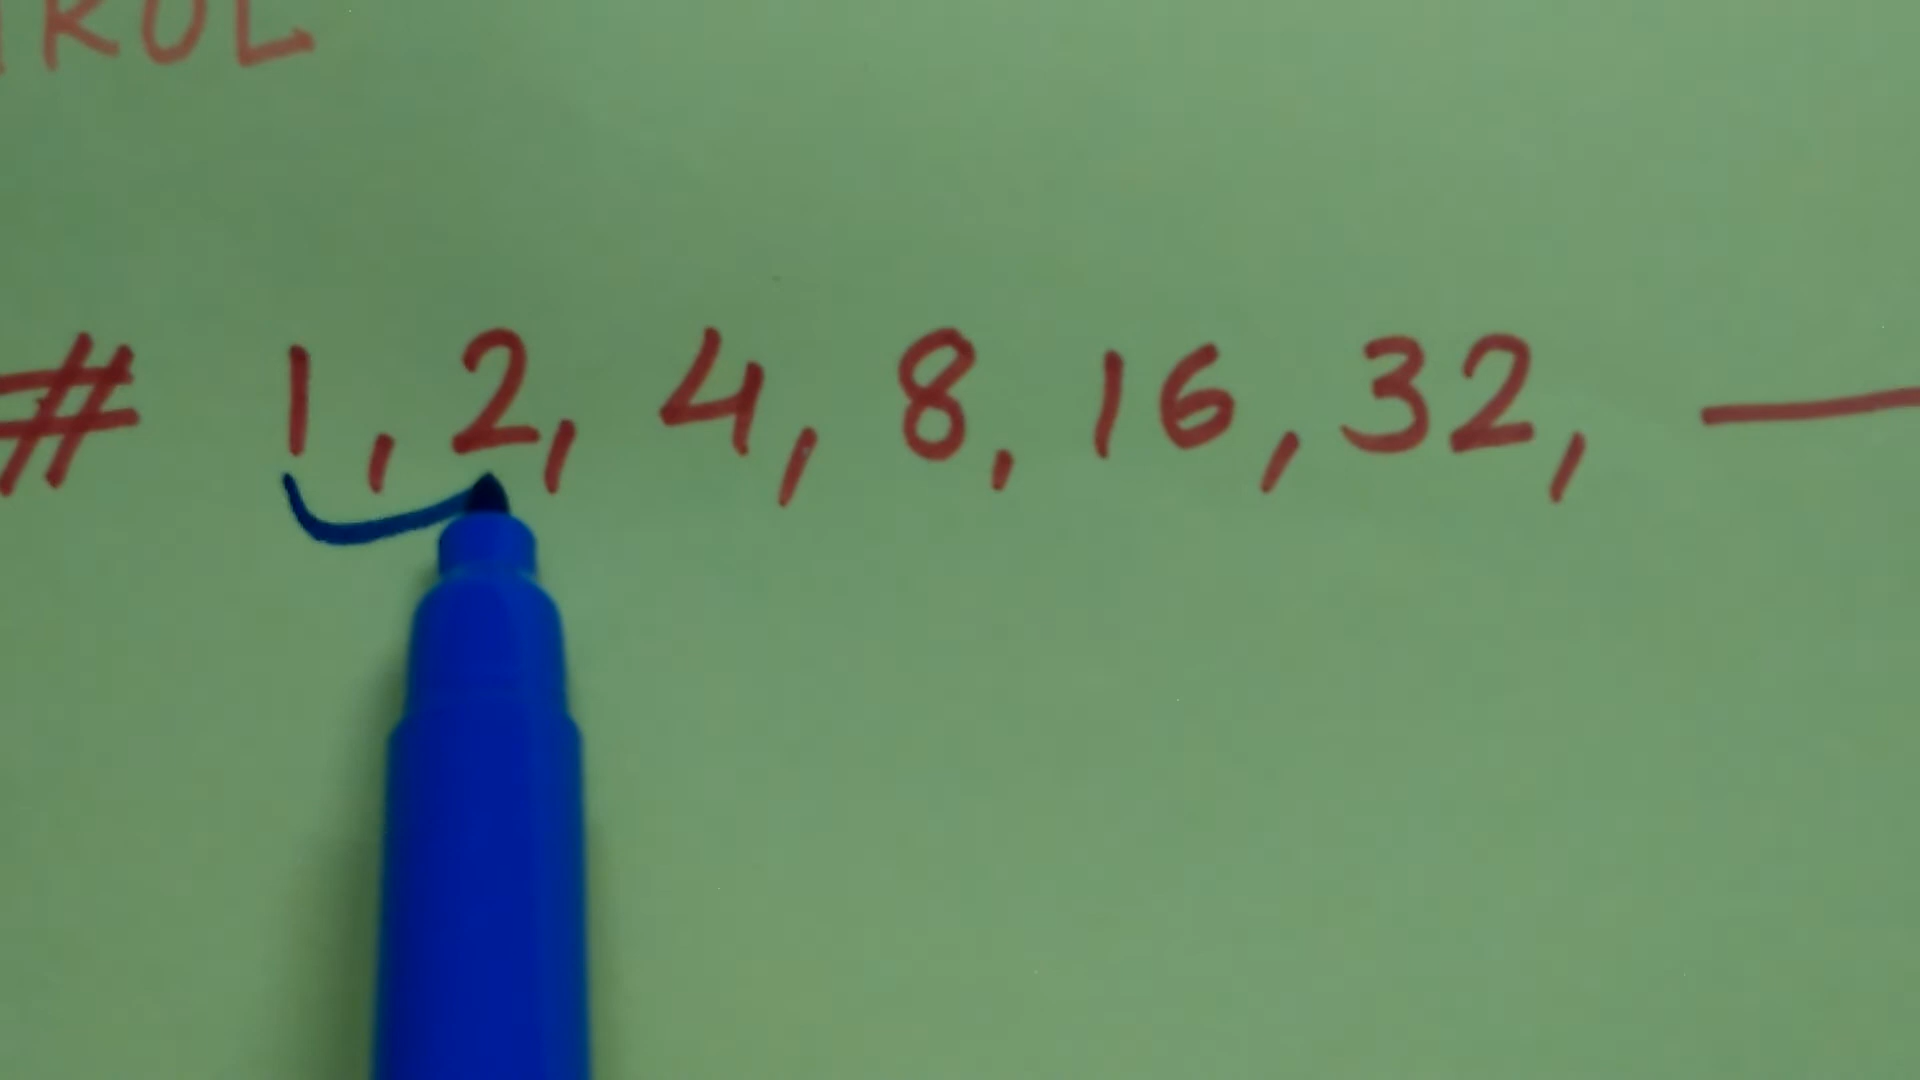 # 1, 2, 4, 8, 16, 32, —